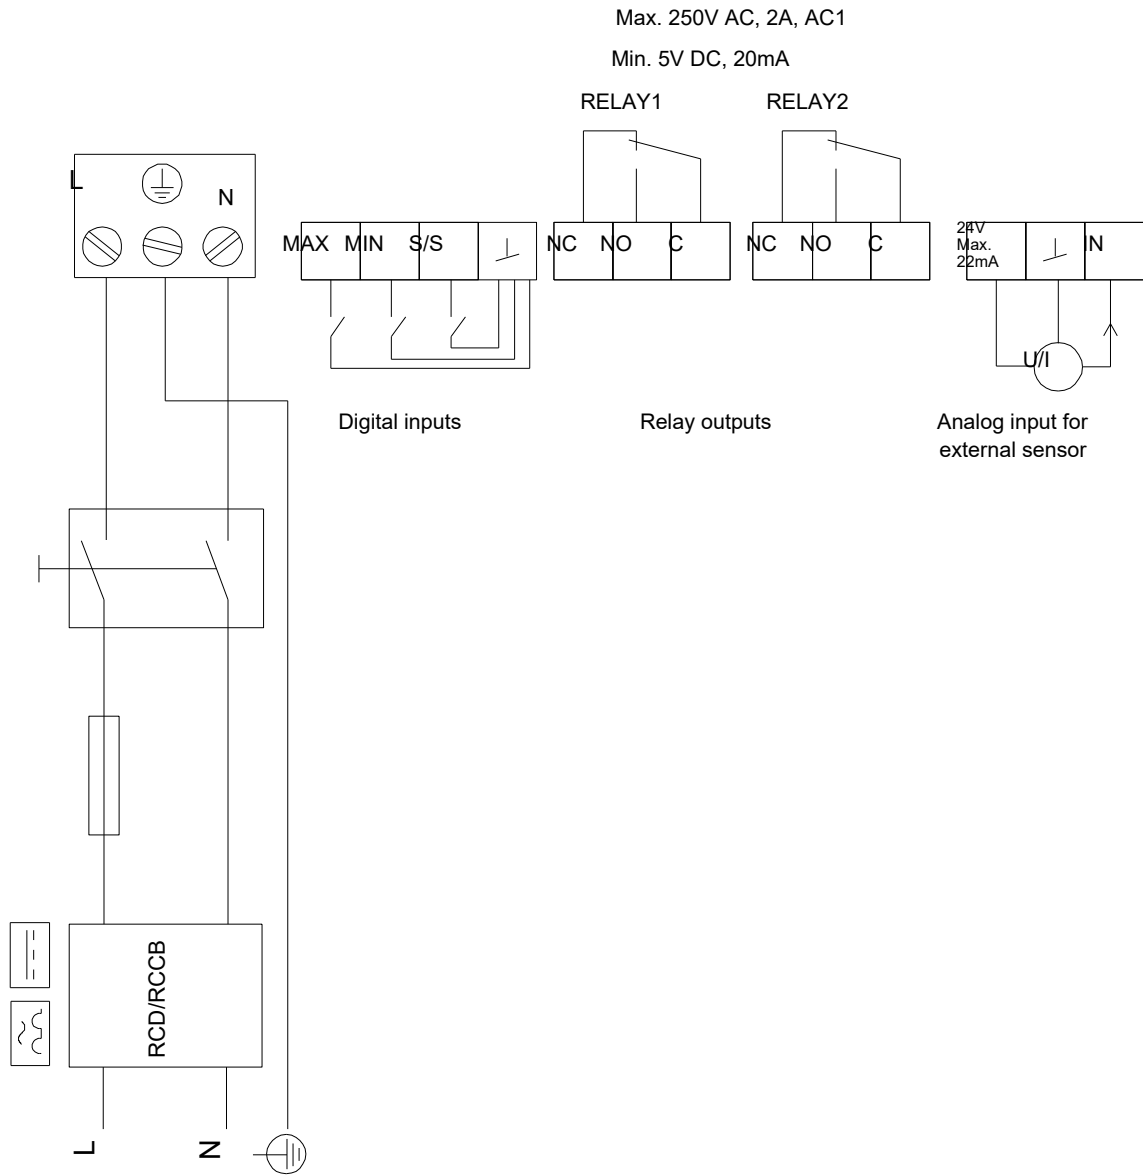 Max. 250V AC, 2A, AC1
Min. 5V DC, 20mA
RELAY1 RELAY2
L
N
MAX MIN S/S NC NO C NC NO C 24V Max. 22mA IN
U/I
Digital inputs Relay outputs Analog input for
external sensor
RCD/RCCB
L N